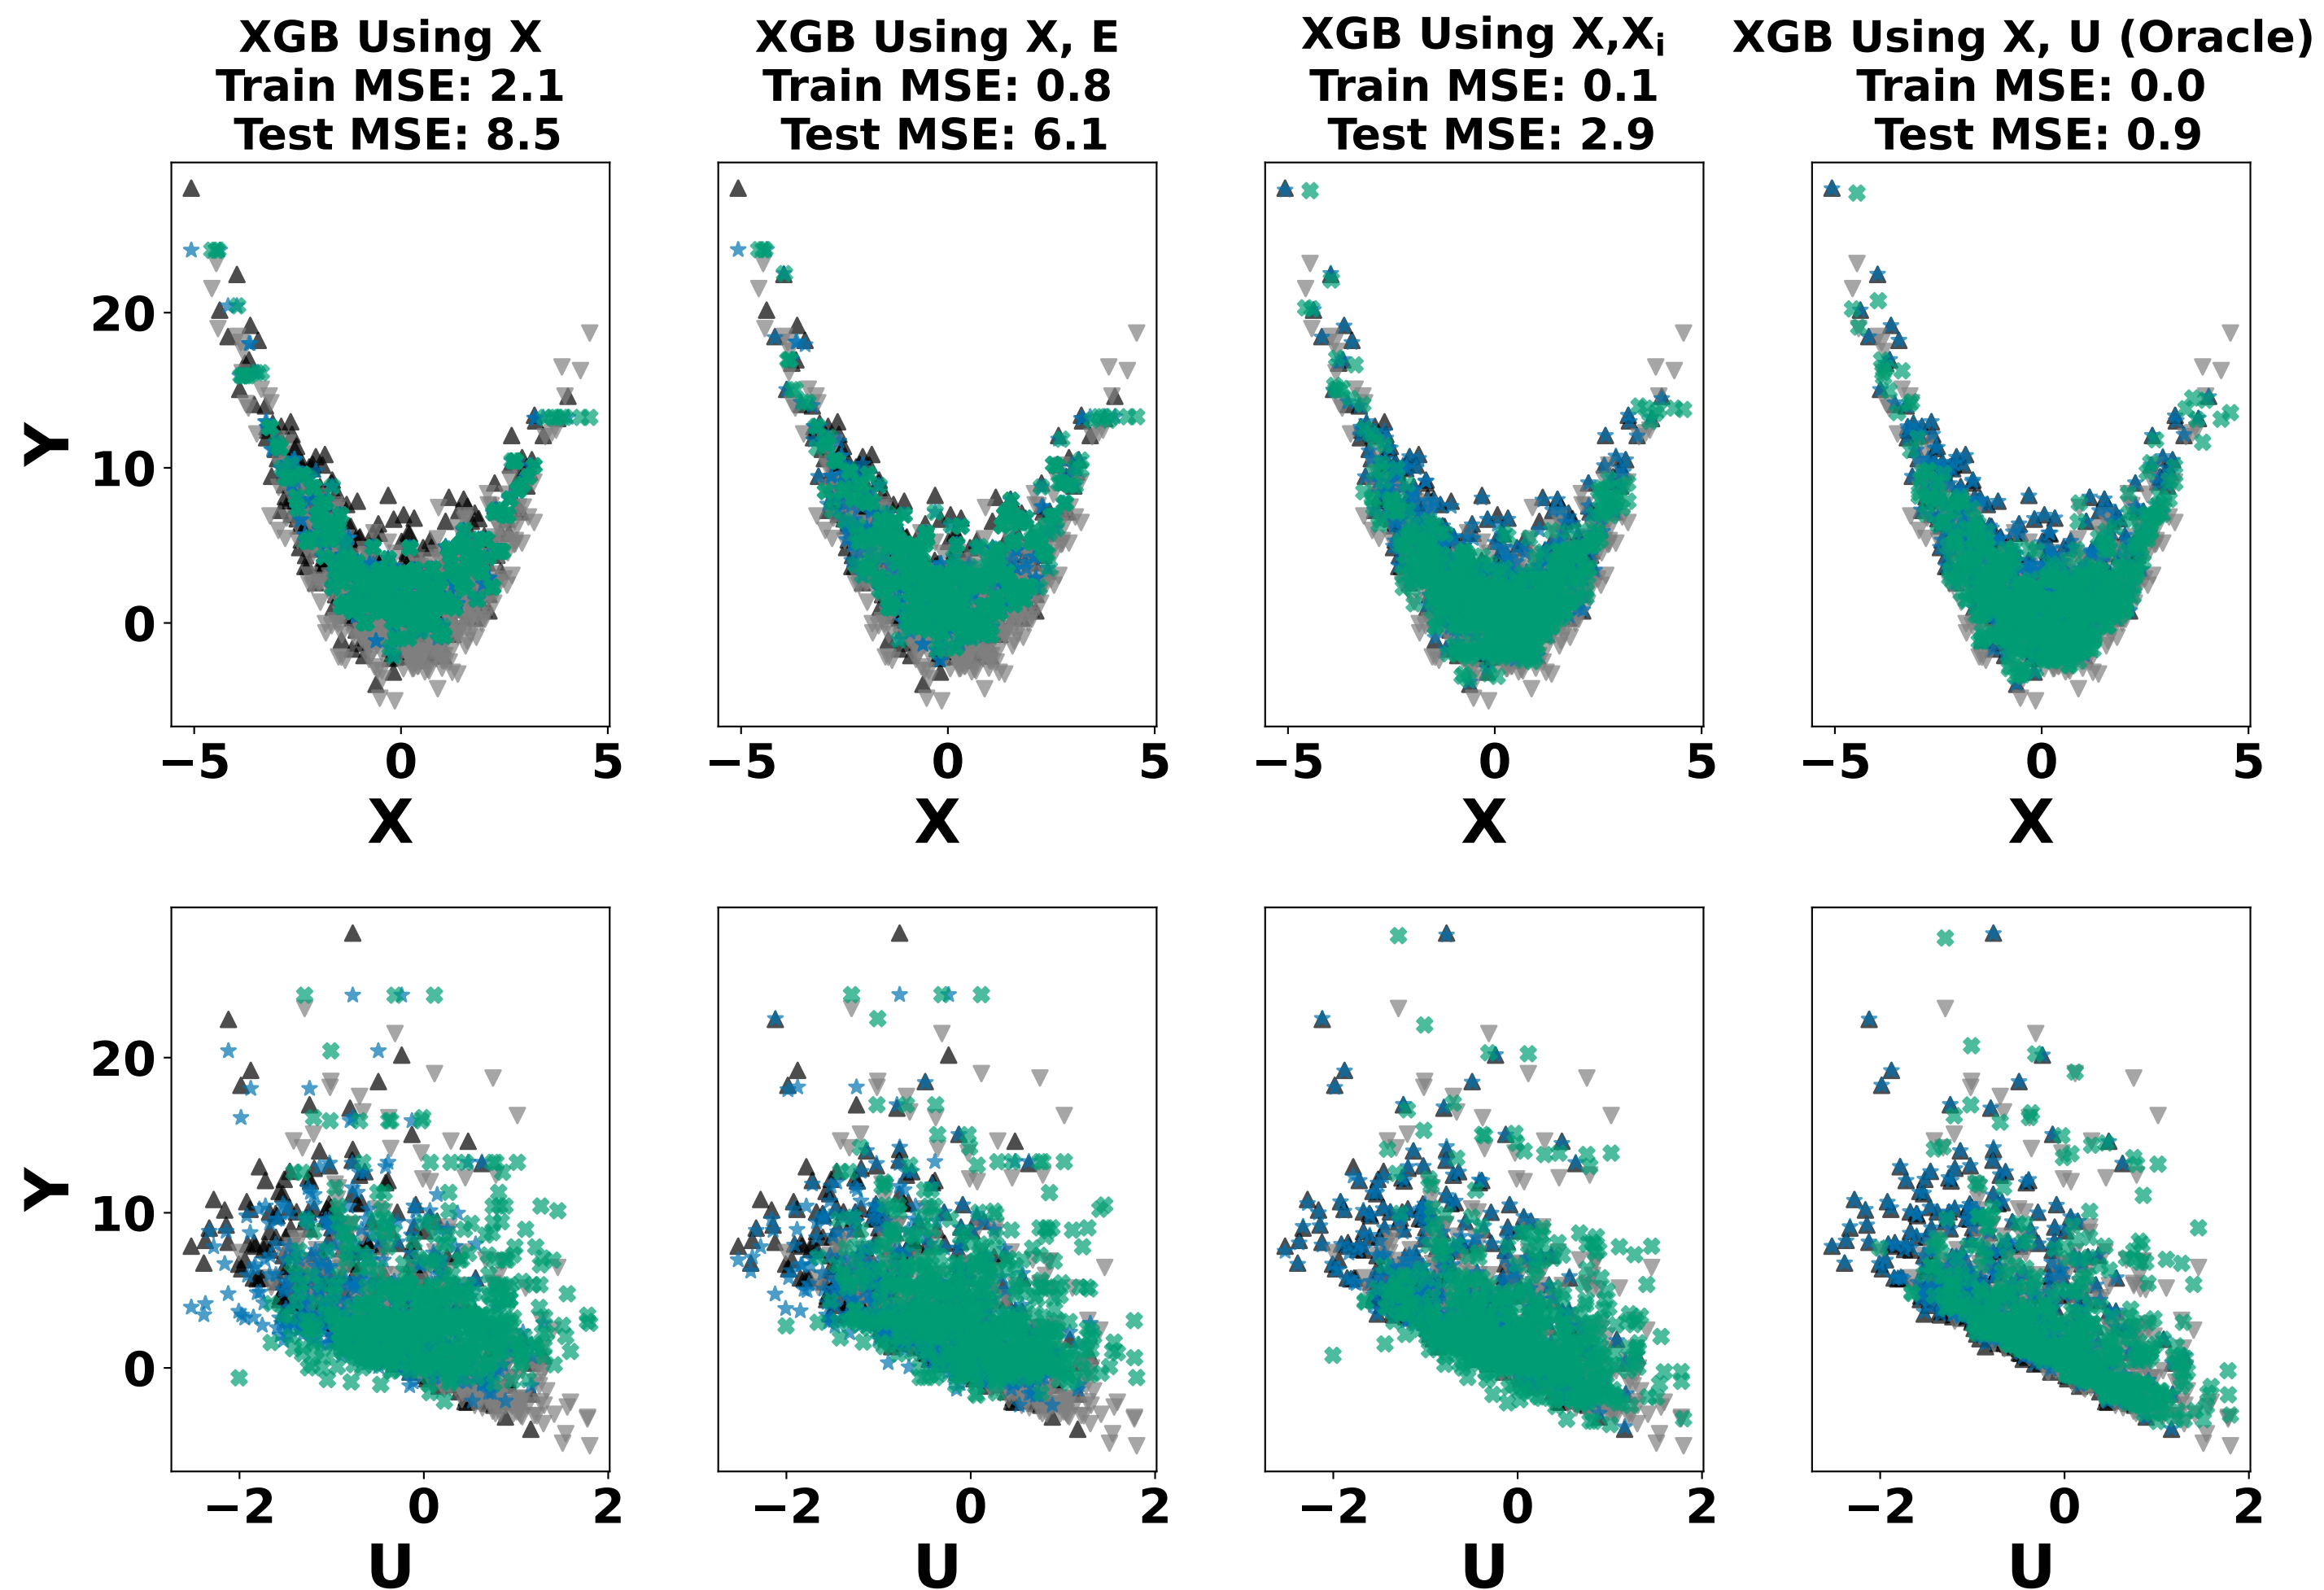 XGB Using X
Train MSE: 2.1
Test MSE: 8.5
XGB Using X, E
Train MSE: 0.8
Test MSE: 6.1
XGB Using X,Xi
Train MSE: 0.1
Test MSE: 2.9
XGB Using X, U (Oracle)
Train MSE: 0.0
Test MSE: 0.9
Y
20
10
0
−5 0 5
X
−5 0 5
X
−5 0 5
X
−5 0 5
X
Y
20
10
0
−2 0 2
U
−2 0 2
U
−2 0 2
U
−2 0 2
U